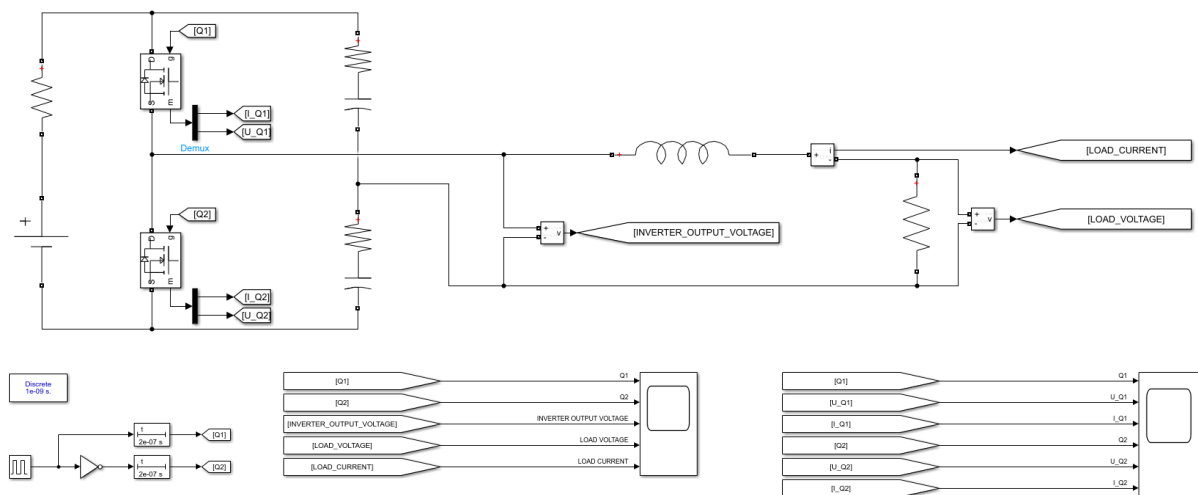 [Q1]
g
D
S
m
[I_Q1]
[U_Q1]
Demux
+
[Q2]
g
D
S
m
[I_Q2]
[U_Q2]
+
+
-
v
[INVERTER_OUTPUT_VOLTAGE]
+
+
i
-
[LOAD_CURRENT]
+
+
-
v
[LOAD_VOLTAGE]
Discrete
1e-09 s.
t
2e-07 s
[Q1]
t
2e-07 s
[Q2]
[Q1]
Q1
[Q2]
Q2
[INVERTER_OUTPUT_VOLTAGE]
INVERTER OUTPUT VOLTAGE
[LOAD_VOLTAGE]
LOAD VOLTAGE
[LOAD_CURRENT]
LOAD CURRENT
[Q1]
Q1
[U_Q1]
U_Q1
[I_Q1]
I_Q1
[Q2]
Q2
[U_Q2]
U_Q2
[I_Q2]
I_Q2